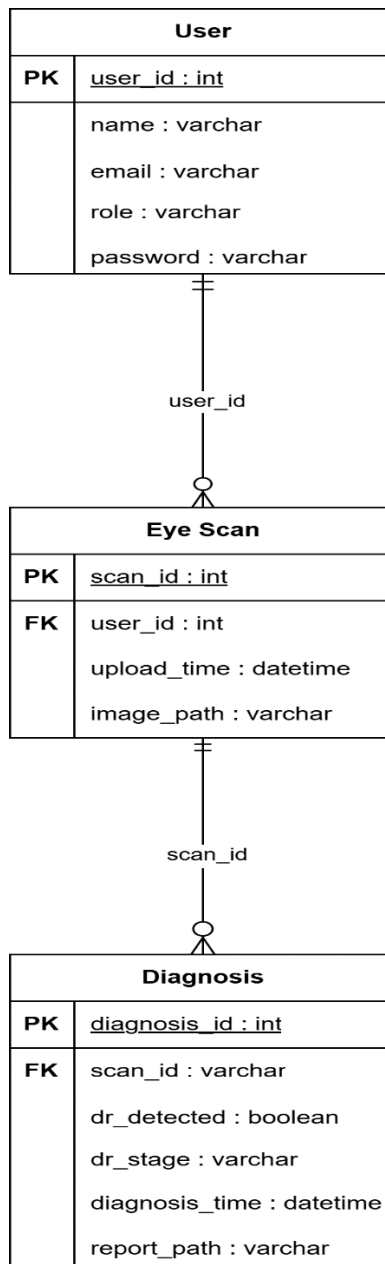 User
PK user_id : int
name : varchar
email : varchar
role : varchar
password : varchar
user_id
Eye Scan
PK scan_id : int
FK user_id : int
upload_time : datetime
image_path : varchar
scan_id
Diagnosis
PK diagnosis_id : int
FK scan_id : varchar
dr_detected : boolean
dr_stage : varchar
diagnosis_time : datetime
report_path : varchar